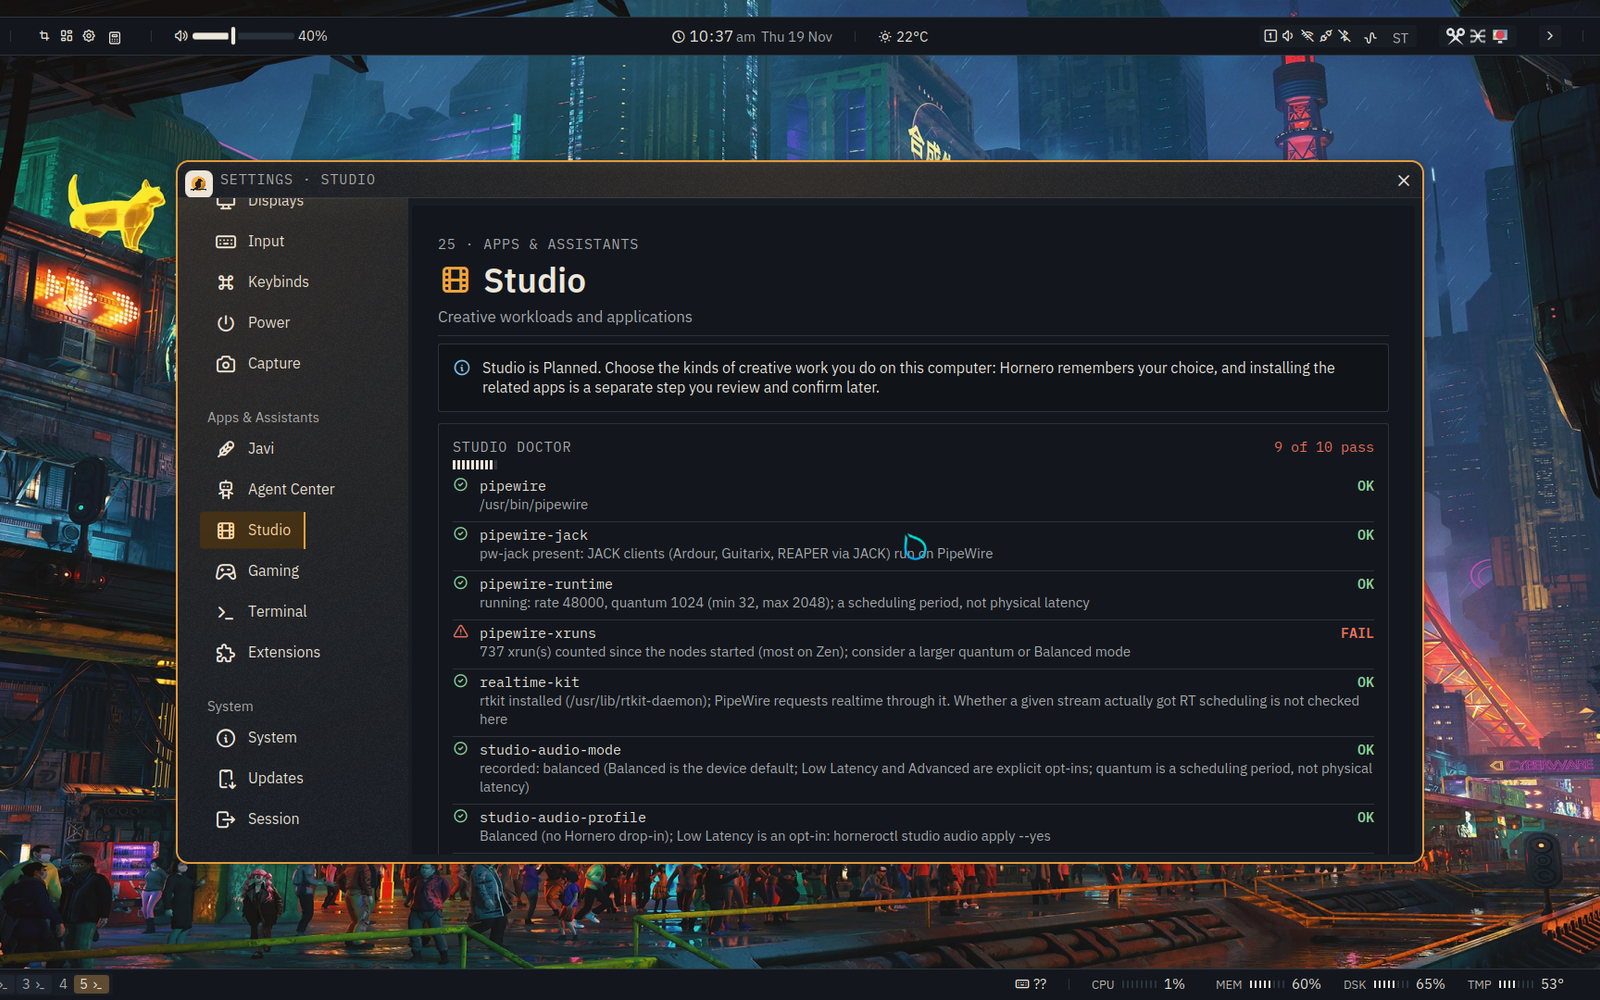 40%
10:37 am Thu 19 Nov
22°C
ST
SETTINGS · STUDIO
Displays
Input
Keybinds
Power
Capture
Apps & Assistants
Javi
Agent Center
Studio
Gaming
Terminal
Extensions
System
System
Updates
Session
25 · APPS & ASSISTANTS
Studio
Creative workloads and applications
Studio is Planned. Choose the kinds of creative work you do on this computer: Hornero remembers your choice, and installing the
related apps is a separate step you review and confirm later.
STUDIO DOCTOR
9 of 10 pass
pipewire
OK
/usr/bin/pipewire
pipewire-jack
OK
pw-jack present: JACK clients (Ardour, Guitarix, REAPER via JACK) run on PipeWire
pipewire-runtime
OK
running: rate 48000, quantum 1024 (min 32, max 2048); a scheduling period, not physical latency
pipewire-xruns
FAIL
737 xrun(s) counted since the nodes started (most on Zen); consider a larger quantum or Balanced mode
realtime-kit
OK
rtkit installed (/usr/lib/rtkit-daemon); PipeWire requests realtime through it. Whether a given stream actually got RT scheduling is not checked
here
studio-audio-mode
OK
recorded: balanced (Balanced is the device default; Low Latency and Advanced are explicit opt-ins; quantum is a scheduling period, not physical
latency)
studio-audio-profile
OK
Balanced (no Hornero drop-in); Low Latency is an opt-in: horneroctl studio audio apply --yes
CYBERWARE
3
4
5
??
CPU 1%
MEM 60%
DSK 65%
TMP 53°